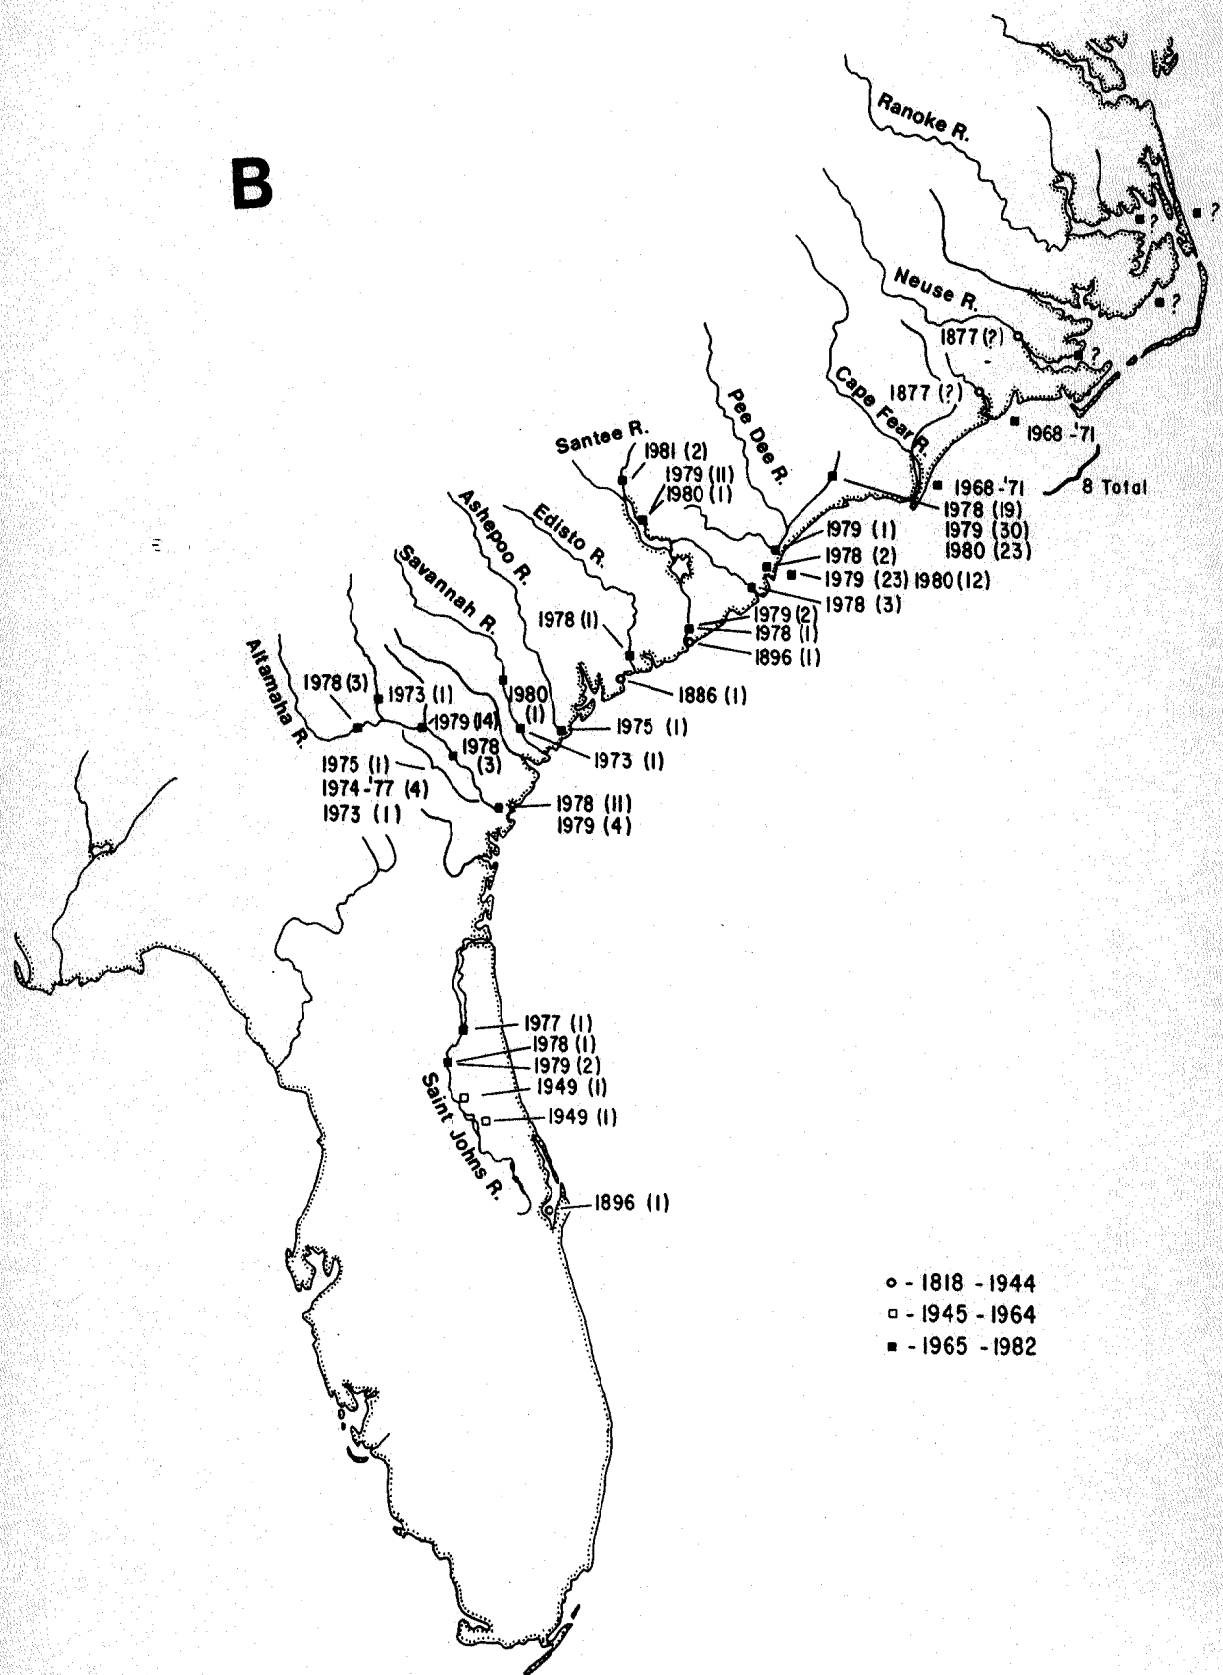 B
Ranoke R.
?
?
Neuse R.
?
1877 (?)
?
Cape Fear R.
1877 (?)
Pee Dee R.
1968 -'71
Santee R.
1981 (2)
1979 (11)
1980 (1)
1968 -'71
8 Total
1978 (19)
1979 (30)
1980 (23)
Ashepoo R.
Edisto R.
1979 (1)
1978 (2)
1979 (23) 1980 (12)
1978 (3)
Savannah R.
1978 (1)
1979 (2)
1978 (1)
1896 (1)
Altamaha R.
1978 (3)
1973 (1)
1980
(1)
1886 (1)
1979 (14)
1975 (1)
1978
(3)
1973 (1)
1975 (1)
1974-'77 (4)
1973 (1)
1978 (11)
1979 (4)
1977 (1)
1978 (1)
1979 (2)
1949 (1)
1949 (1)
Saint Johns R.
1896 (1)
- 1818 - 1944
- 1945 - 1964
- 1965 - 1982